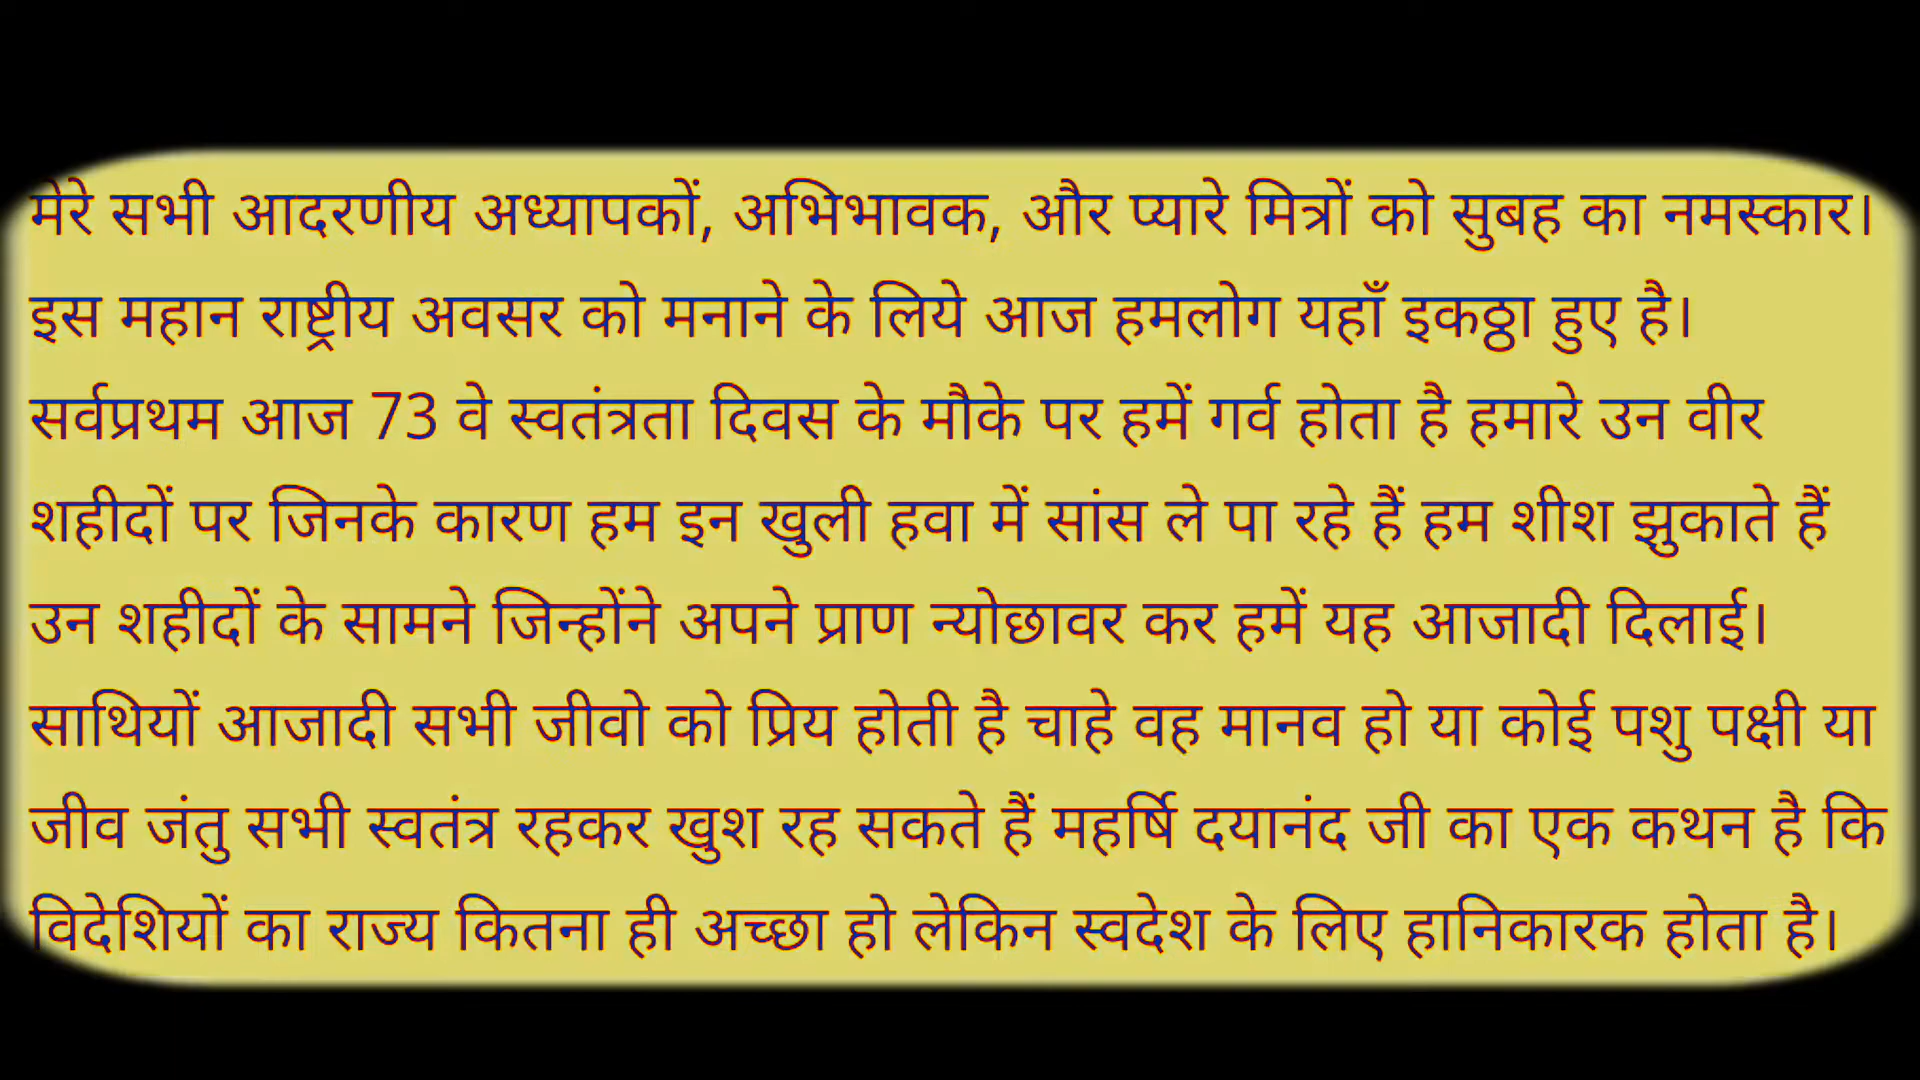 मेरे सभी आदरणीय अध्यापकों, अभिभावक, और प्यारे मित्रों को सुबह का नमस्कार।
इस महान राष्ट्रीय अवसर को मनाने के लिये आज हमलोग यहाँ इकठ्ठा हुए है।
सर्वप्रथम आज 73 वे स्वतंत्रता दिवस के मौके पर हमें गर्व होता है हमारे उन वीर
शहीदों पर जिनके कारण हम इन खुली हवा में सांस ले पा रहे हैं हम शीश झुकाते हैं
उन शहीदों के सामने जिन्होंने अपने प्राण न्योछावर कर हमें यह आजादी दिलाई।
साथियों आजादी सभी जीवो को प्रिय होती है चाहे वह मानव हो या कोई पशु पक्षी या
जीव जंतु सभी स्वतंत्र रहकर खुश रह सकते हैं महर्षि दयानंद जी का एक कथन है कि
विदेशियों का राज्य कितना ही अच्छा हो लेकिन स्वदेश के लिए हानिकारक होता है।